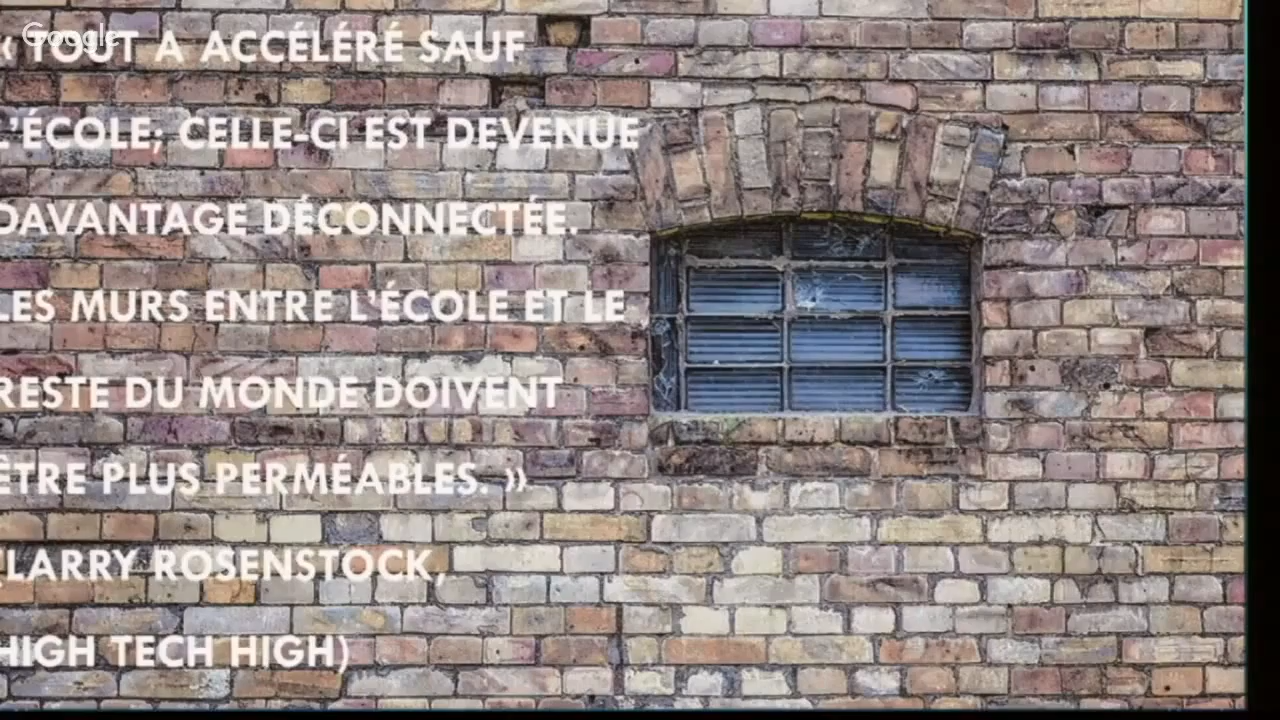 Google
« TOUT A ACCÉLÉRÉ SAUF
L'ÉCOLE; CELLE-CI EST DEVENUE
DAVANTAGE DÉCONNECTÉE.
LES MURS ENTRE L'ÉCOLE ET LE
RESTE DU MONDE DOIVENT
ÊTRE PLUS PERMÉABLES. »
(LARRY ROSENSTOCK,
HIGH TECH HIGH)